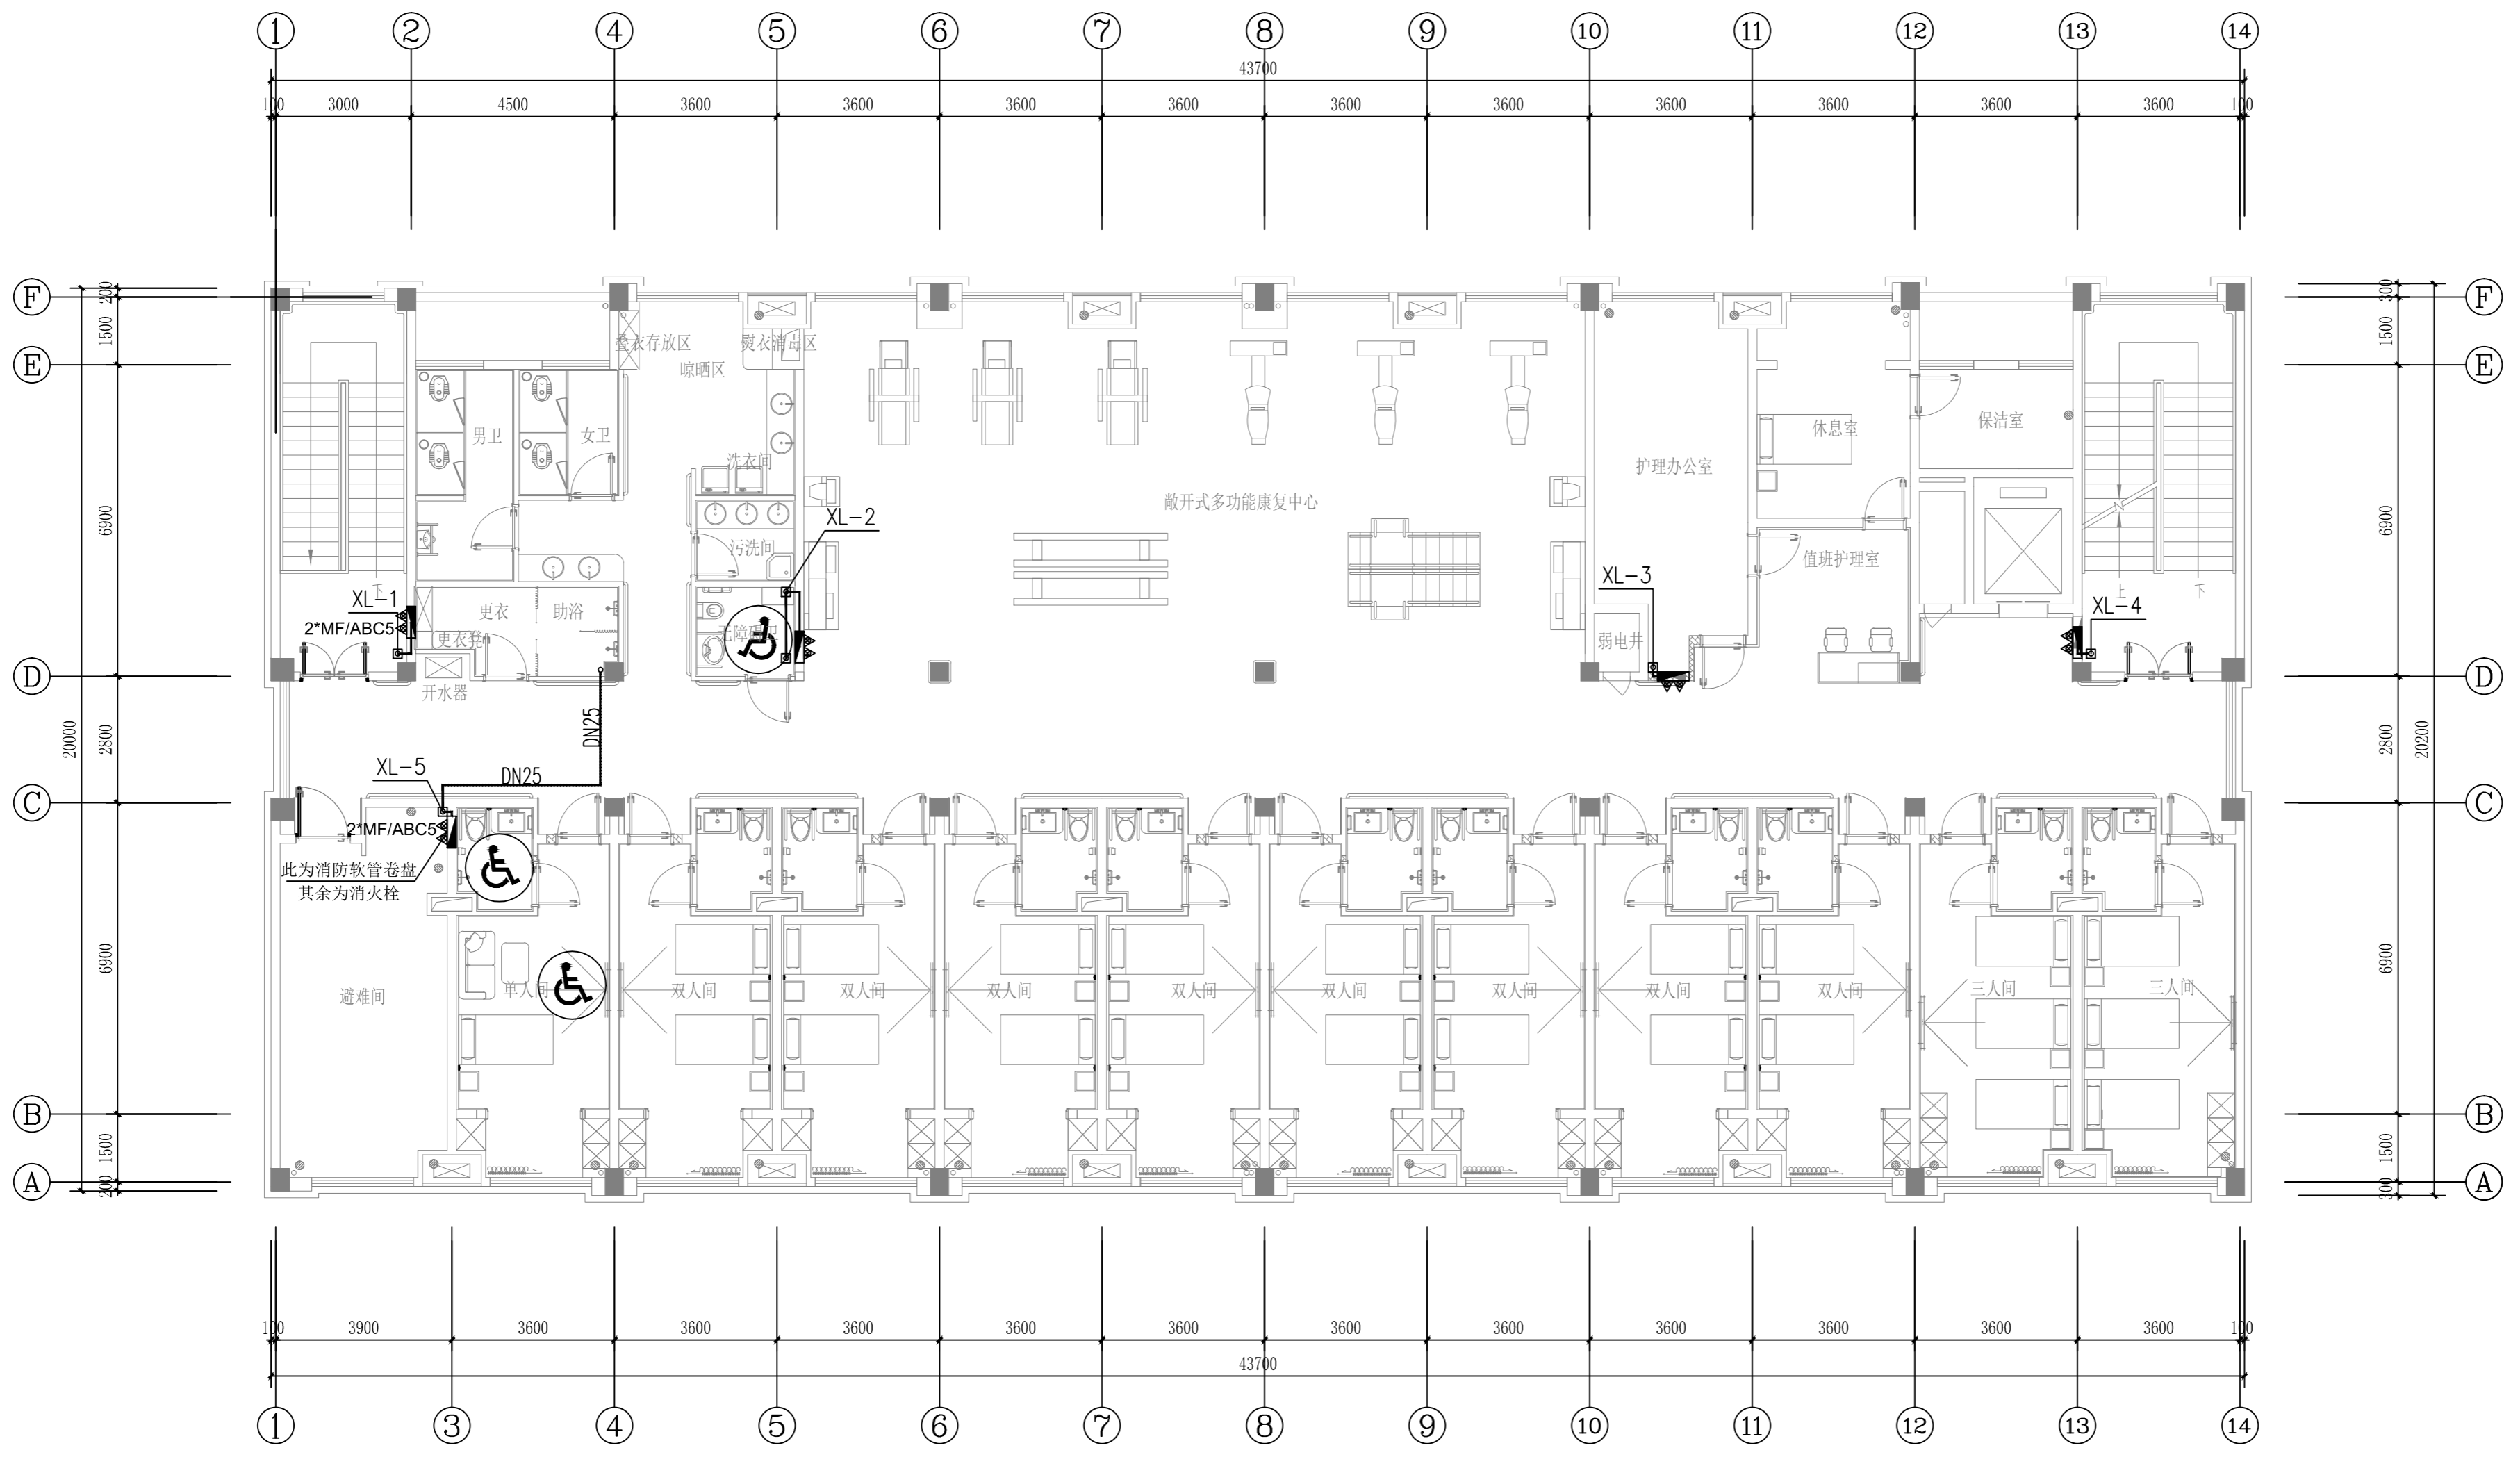 1 2 4 5 6 7 8 9 10 11 12 13 14
43700
100 3000 4500 3600 3600 3600 3600 3600 3600 3600 3600 3600 3600 100
F 200 300 F
1500 1500
叠衣存放区 熨衣消毒区
E E
晾晒区
男卫 女卫 休息室 保洁室
洗衣间 护理办公室
敞开式多功能康复中心
6900 XL-2 6900
污洗间 值班护理室
XL-3
下 上 下
XL-1 更衣 助浴 XL-4
2*MF/ABC5
更衣凳 弱电井
D D
开水器
20000 2800 DN25 2800 20200
XL-5 DN25
C C
2*MF/ABC5
此为消防软管卷盘
其余为消火栓
6900 6900
避难间 单人间 双人间 双人间 双人间 双人间 双人间 双人间 双人间 双人间 三人间 三人间
B B
1500 1500
A 200 300 A
100 3900 3600 3600 3600 3600 3600 3600 3600 3600 3600 3600 3600 100
43700
1 3 4 5 6 7 8 9 10 11 12 13 14